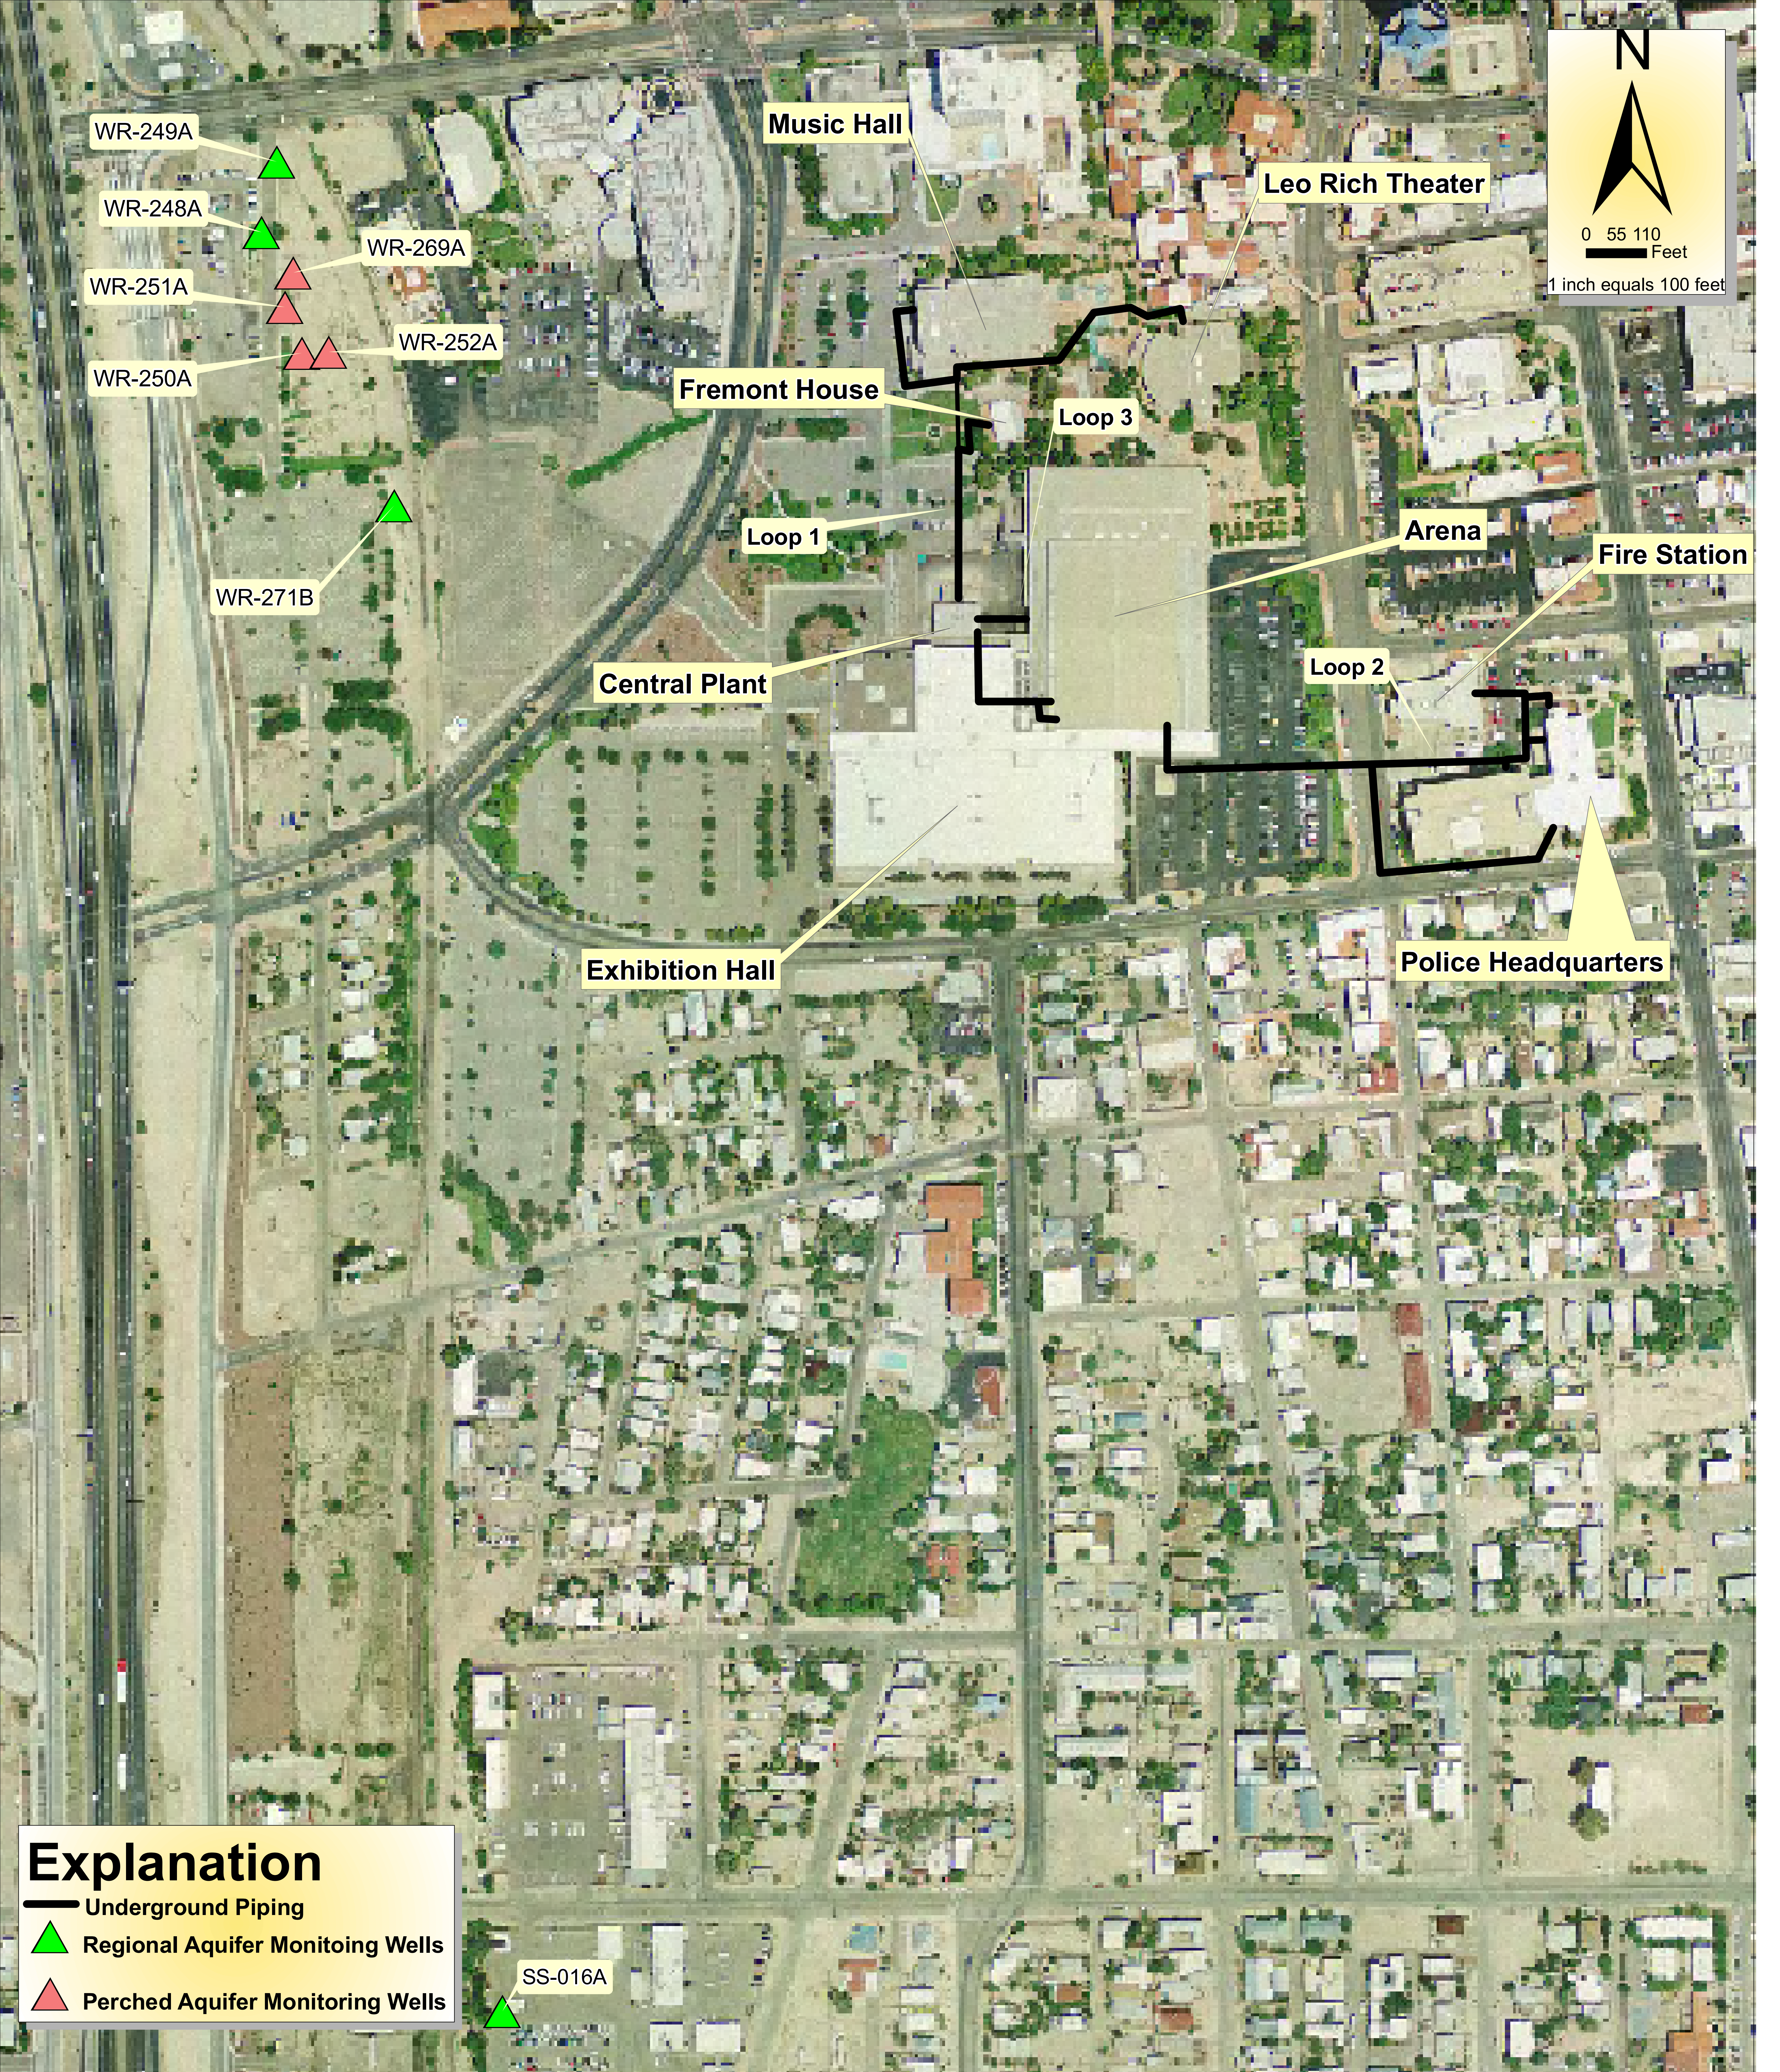 N
0 55 110
Feet
1 inch equals 100 feet
WR-249A
Music Hall
Leo Rich Theater
WR-248A
WR-269A
WR-251A
WR-252A
WR-250A
Fremont House
Loop 3
Loop 1
Arena
Fire Station
WR-271B
Loop 2
Central Plant
Exhibition Hall
Police Headquarters
Explanation
Underground Piping
Regional Aquifer Monitoing Wells
Perched Aquifer Monitoring Wells
SS-016A